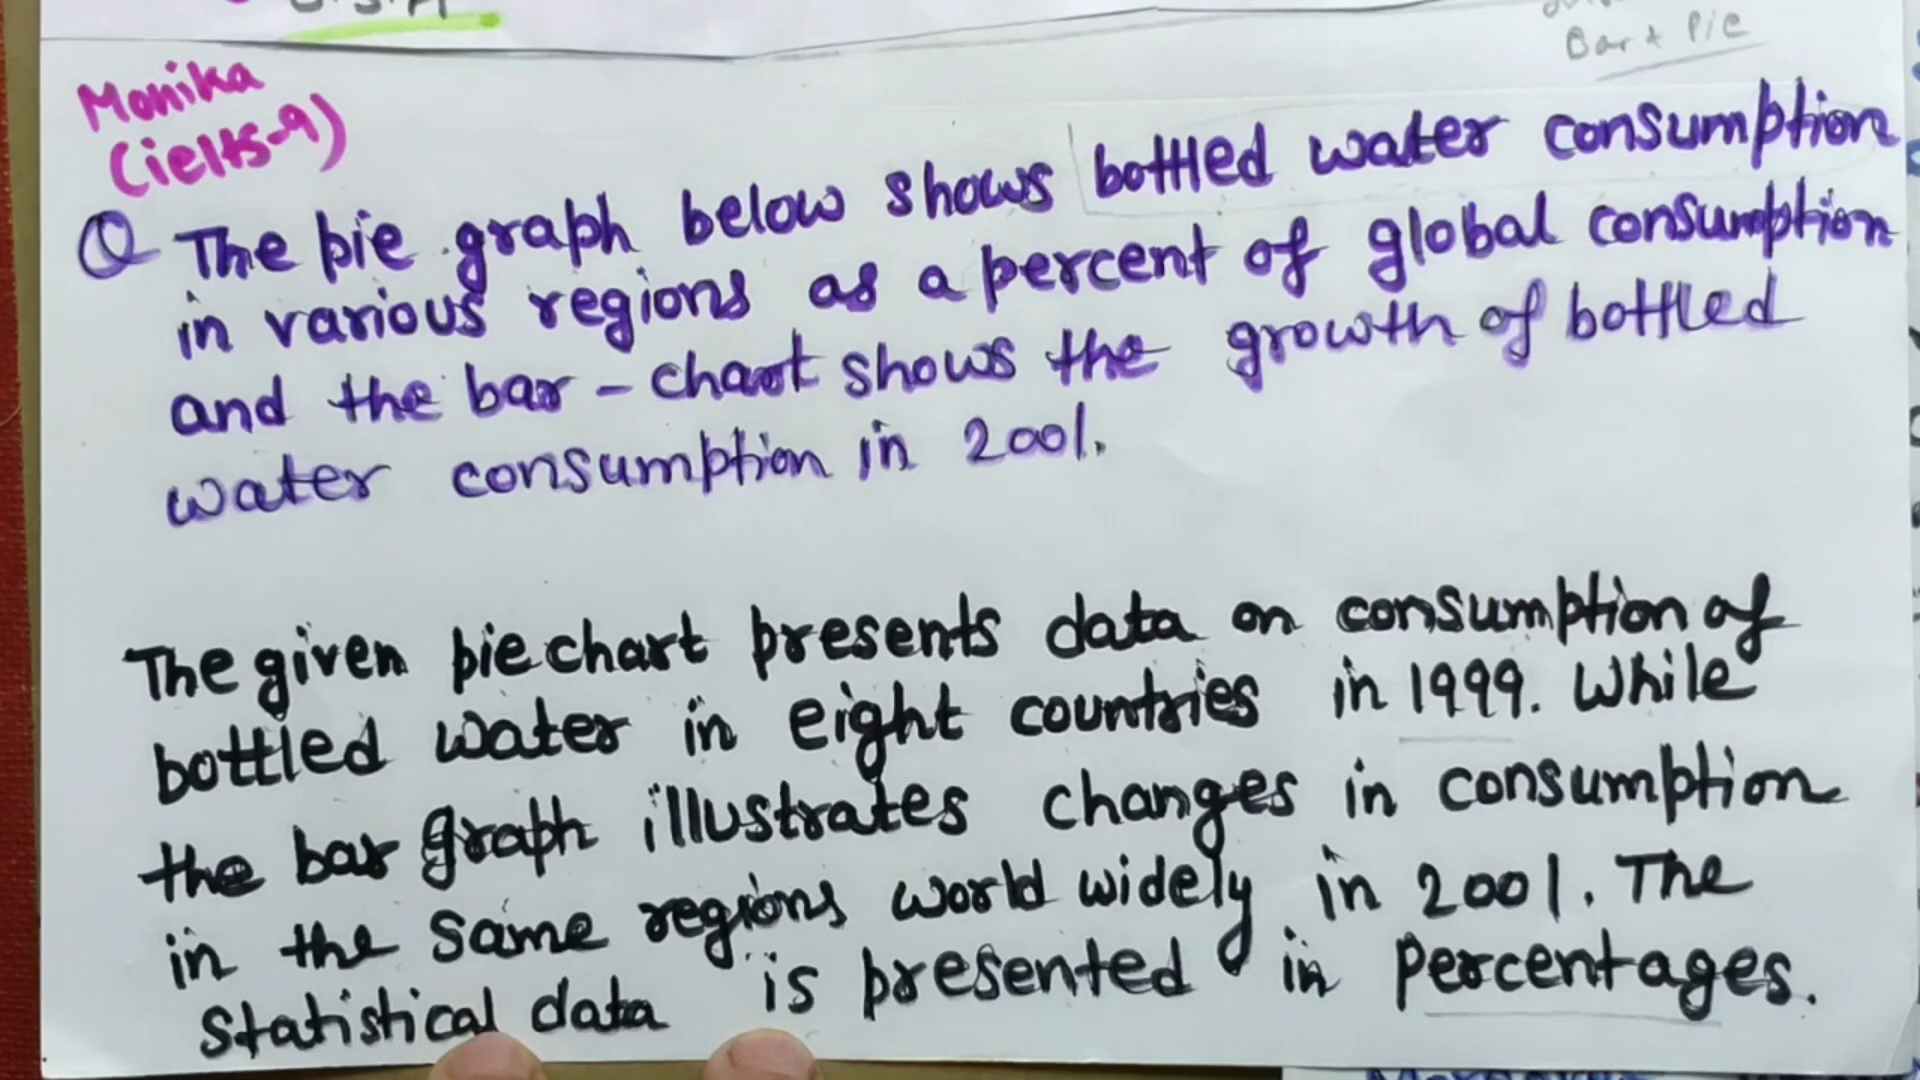 U.S.A
Bar + Pie
Monika
(ielts-9)
Q The pie graph below shows bottled water consumption
in various regions as a percent of global consumption
and the bar - chart shows the growth of bottled
water consumption in 2001.
The given pie chart presents data on consumption of
bottled water in eight countries in 1999. While
the bar graph illustrates changes in consumption
in the same regions world widely in 2001. The
statistical data is presented in percentages.